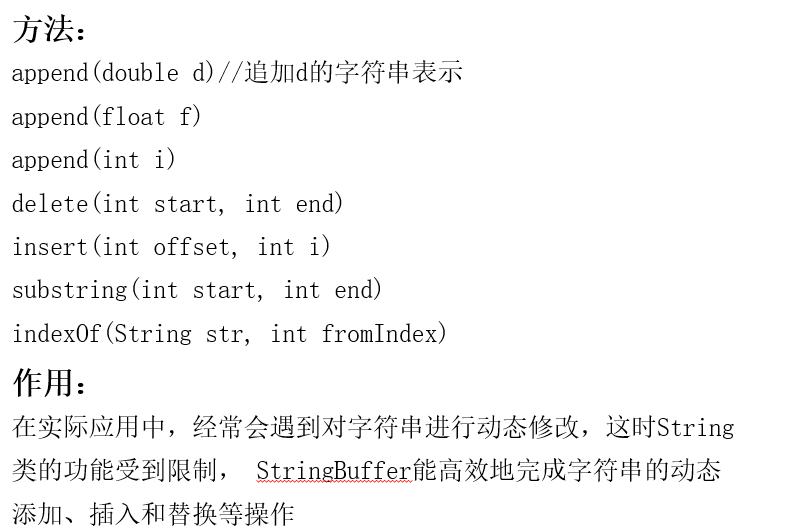 方法：
append(double d)//追加d的字符串表示
append(float f)
append(int i)
delete(int start, int end)
insert(int offset, int i)
substring(int start, int end)
indexOf(String str, int fromIndex)
作用：
在实际应用中，经常会遇到对字符串进行动态修改，这时String
类的功能受到限制， StringBuffer能高效地完成字符串的动态
添加、插入和替换等操作